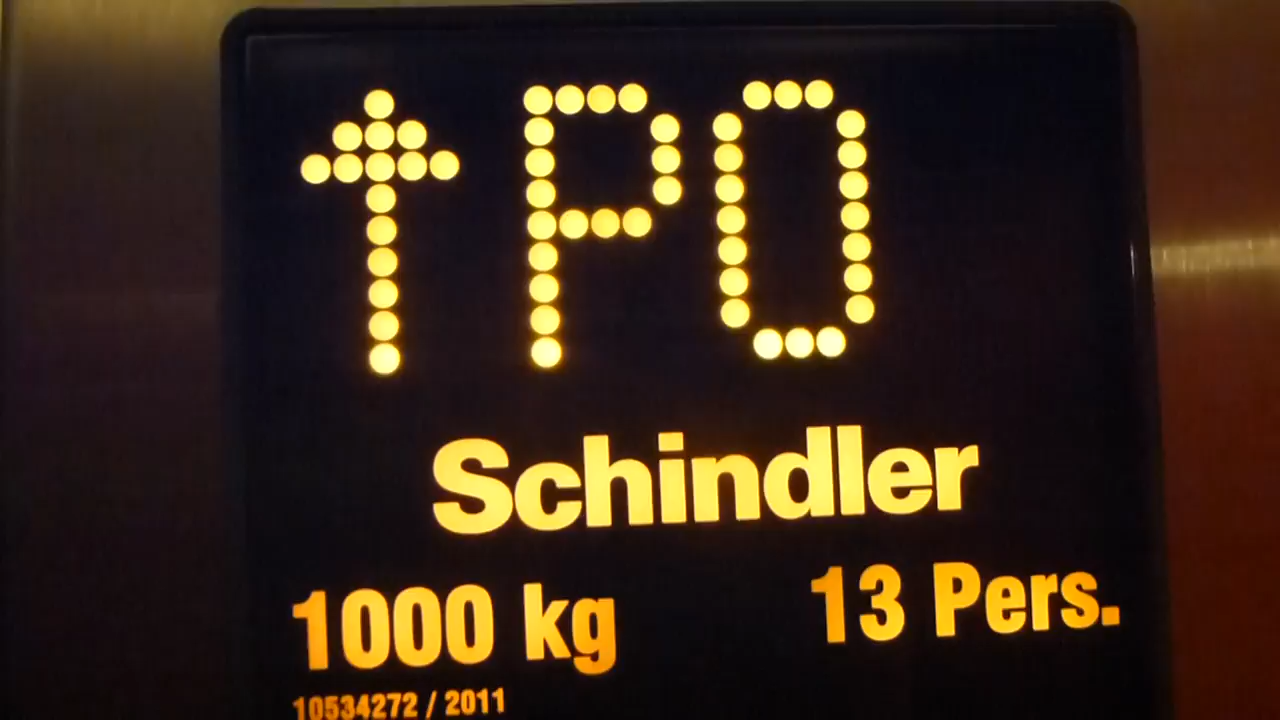 ↑ P0
Schindler
1000 kg 13 Pers.
10534272 / 2011